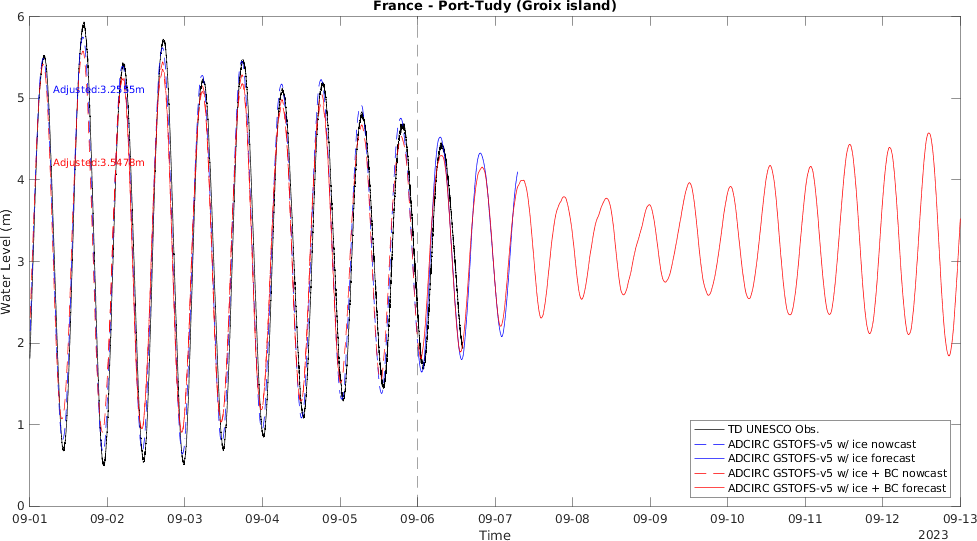 France - Port-Tudy (Groix island)
6
5
4
3
2
1
0
Water Level (m)
Adjusted:3.2555m
Adjusted:3.5478m
TD UNESCO Obs.
ADCIRC GSTOFS-v5 w/ ice nowcast
ADCIRC GSTOFS-v5 w/ ice forecast
ADCIRC GSTOFS-v5 w/ ice + BC nowcast
ADCIRC GSTOFS-v5 w/ ice + BC forecast
09-01 09-02 09-03 09-04 09-05 09-06 09-07 09-08 09-09 09-10 09-11 09-12 09-13
Time
2023